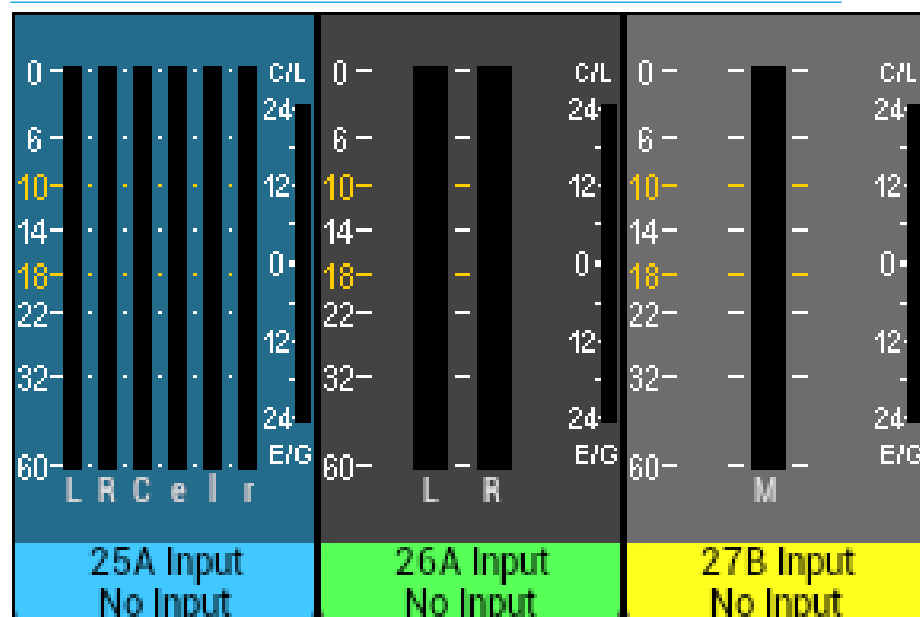 0 C/L
24
6
10 12
14
0
18
22
12
32
24
E/G
60
L R C e l r
25A Input
No Input
0 C/L
24
6
10 12
14
0
18
22
12
32
24
E/G
60
L R
26A Input
No Input
0 C/L
24
6
10 12
14
0
18
22
12
32
24
E/G
60
M
27B Input
No Input